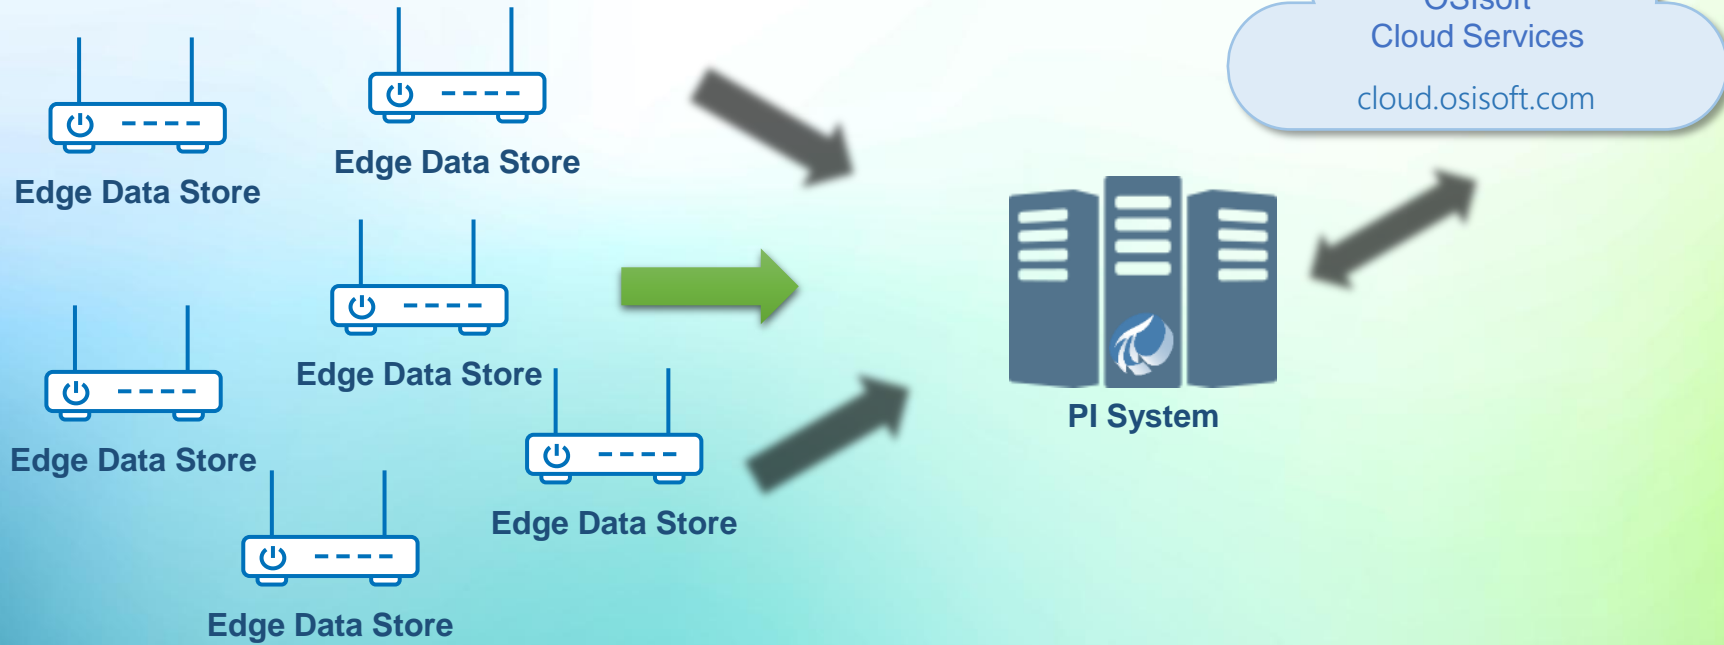 OSIsoft
Cloud Services
cloud.osisoft.com
Edge Data Store
Edge Data Store
Edge Data Store
PI System
Edge Data Store
Edge Data Store
Edge Data Store